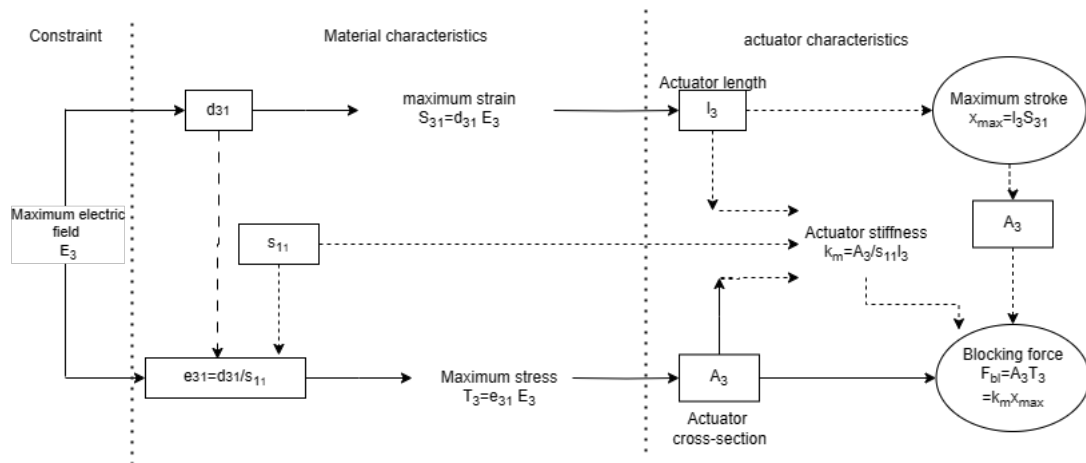 Constraint
Material characteristics
actuator characteristics
d31
maximum strain
S31=d31 E3
Actuator length
l3
Maximum stroke
xmax=l3S31
Maximum electric
field
E3
s11
Actuator stiffness
km=A3/s11l3
A3
e31=d31/s11
Maximum stress
T3=e31 E3
A3
Actuator
cross-section
Blocking force
Fbl=A3T3
=kmxmax